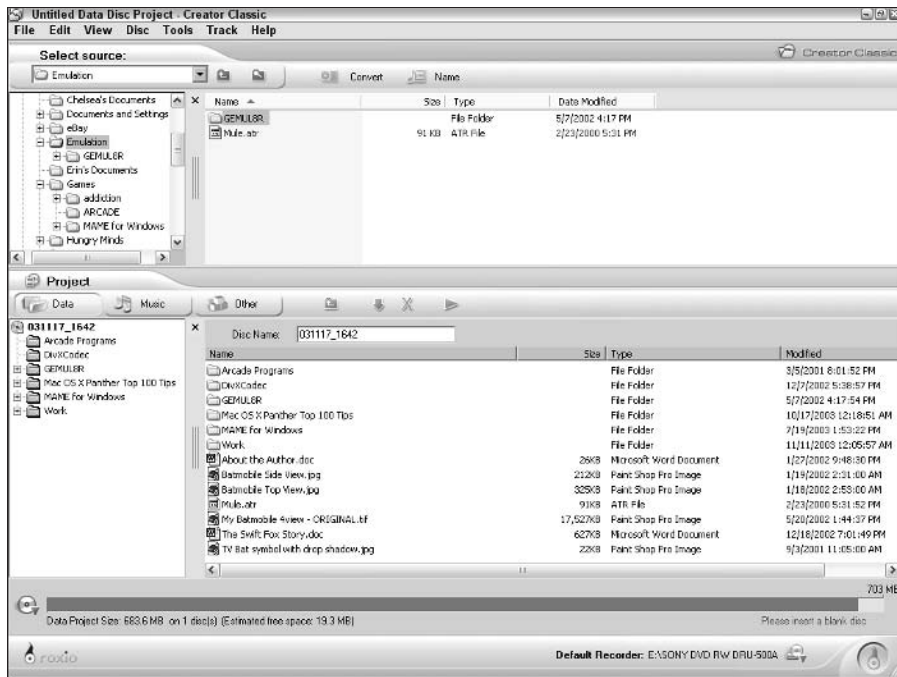 Untitled Data Disc Project - Creator Classic
File Edit View Disc Tools Track Help
Select source:
Creator Classic
Emulation
Convert
Name
Chelsea's Documents
Documents and Settings
eBay
Emulation
GEMUL8R
Erin's Documents
Games
addiction
ARCADE
MAME for Windows
Hungry Minds
Name Size Type Date Modified
GEMUL8R File Folder 5/7/2002 4:17 PM
Mule.atr 91 KB ATR File 2/23/2000 5:31 PM
Project
Data Music Other
031117_1642
Arcade Programs
DivXCodec
GEMUL8R
Mac OS X Panther Top 100 Tips
MAME for Windows
Work
Disc Name: 031117_1642
Name Size Type Modified
Arcade Programs File Folder 3/5/2001 8:01:52 PM
DivXCodec File Folder 12/7/2002 5:38:57 PM
GEMUL8R File Folder 5/7/2002 4:17:54 PM
Mac OS X Panther Top 100 Tips File Folder 10/17/2003 12:18:51 AM
MAME for Windows File Folder 7/19/2003 1:53:22 PM
Work File Folder 11/11/2003 12:05:57 AM
About the Author.doc 26KB Microsoft Word Document 1/27/2002 9:48:30 PM
Batmobile Side View.jpg 212KB Paint Shop Pro Image 1/19/2002 2:31:00 AM
Batmobile Top View.jpg 325KB Paint Shop Pro Image 1/18/2002 2:53:00 AM
Mule.atr 91KB ATR File 2/23/2000 5:31:52 PM
My Batmobile 4view - ORIGINAL.tif 17,527KB Paint Shop Pro Image 5/20/2002 1:44:37 PM
The Swift Fox Story.doc 627KB Microsoft Word Document 12/18/2002 7:01:49 PM
TV Bat symbol with drop shadow.jpg 22KB Paint Shop Pro Image 9/3/2001 11:05:00 AM
703 MB
Data Project Size: 683.6 MB on 1 disc(s) (Estimated free space: 19.3 MB)
Please insert a blank disc
roxio
Default Recorder: E:\SONY DVD RW DRU-500A